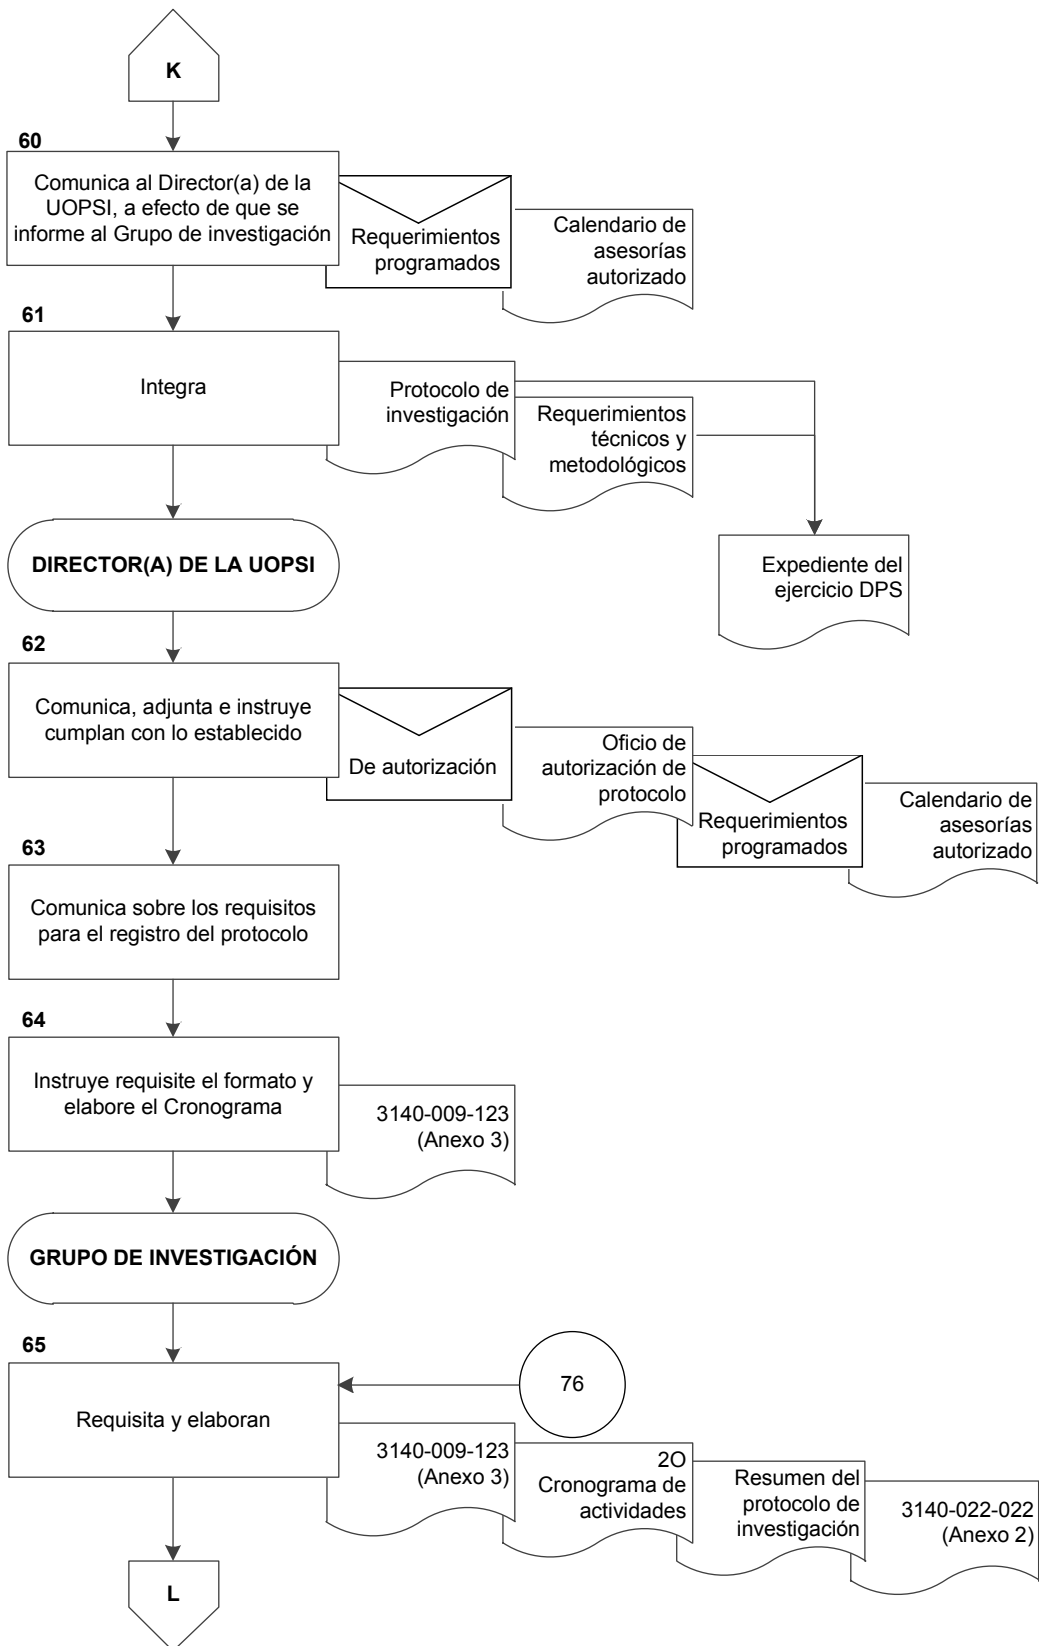 K
60
Comunica al Director(a) de la
UOPSI, a efecto de que se
informe al Grupo de investigación
Requerimientos
programados
Calendario de
asesorías
autorizado
61
Integra
Protocolo de
investigación
Requerimientos
técnicos y
metodológicos
Expediente del
ejercicio DPS
DIRECTOR(A) DE LA UOPSI
62
Comunica, adjunta e instruye
cumplan con lo establecido
De autorización
Oficio de
autorización de
protocolo
Requerimientos
programados
Calendario de
asesorías
autorizado
63
Comunica sobre los requisitos
para el registro del protocolo
64
Instruye requisite el formato y
elabore el Cronograma
3140-009-123
(Anexo 3)
GRUPO DE INVESTIGACIÓN
65
Requisita y elaboran
76
3140-009-123
(Anexo 3)
2O
Cronograma de
actividades
Resumen del
protocolo de
investigación
3140-022-022
(Anexo 2)
L